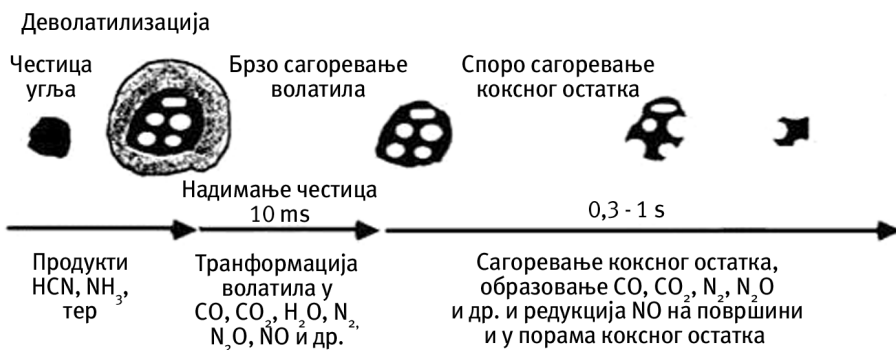 Деволатилизација
Честица
угља
Брзо сагоревање
волатила
Споро сагоревање
коксног остатка
Надимање честица
10 ms
0,3 - 1 s
Продукти
HCN, NH₃,
тер
Транформација
волатила у
CO, CO₂, H₂O, N₂,
N₂O, NO и др.
Сагоревање коксног остатка,
образовање CO, CO₂, N₂, N₂O
и др. и редукција NO на површини
и у порама коксног остатка